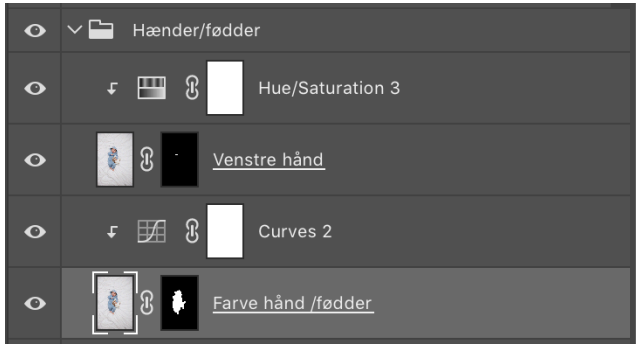 Hænder/fødder
Hue/Saturation 3
Venstre hånd
Curves 2
Farve hånd /fødder